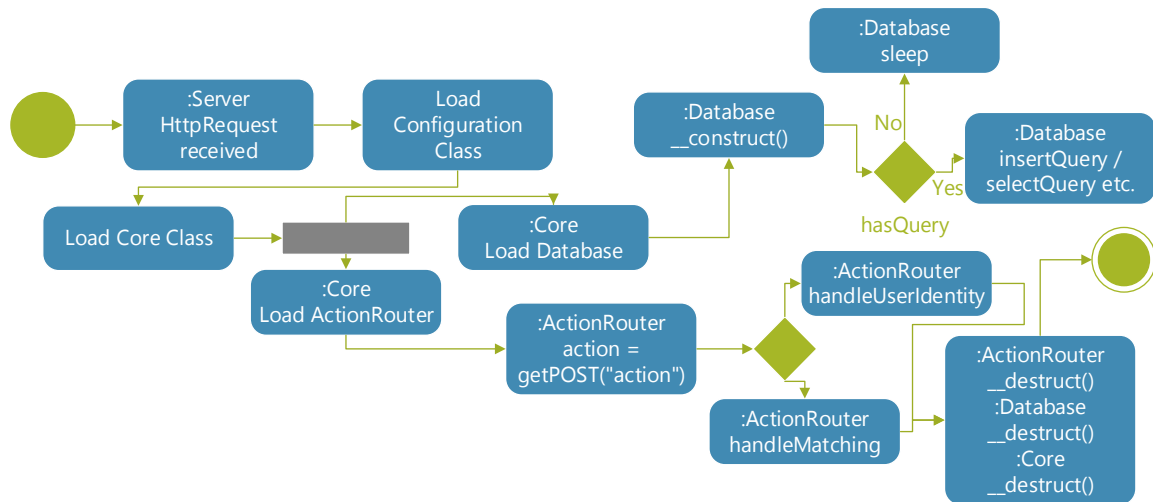 :Server
HttpRequest
received
Load
Configuration
Class
:Database
sleep
:Database
__construct()
No
Yes
hasQuery
:Database
insertQuery /
selectQuery etc.
Load Core Class
:Core
Load Database
:Core
Load ActionRouter
:ActionRouter
action =
getPOST("action")
:ActionRouter
handleUserIdentity
:ActionRouter
handleMatching
:ActionRouter
__destruct()
:Database
__destruct()
:Core
__destruct()